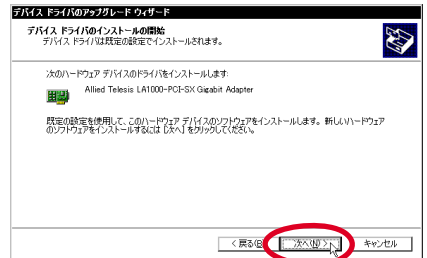 デバイス ドライバのアップグレード ウィザード
デバイス ドライバのインストールの開始
デバイス ドライバは既定の設定でインストールされます。
次のハードウェア デバイスのドライバをインストールします:
Allied Telesis LA1000-PCI-SX Gigabit Adapter
既定の設定を使用して、このハードウェア デバイスのソフトウェアをインストールします。新しいハードウェア
のソフトウェアをインストールするには [次へ] をクリックしてください。
< 戻る(B) 次へ(N) > キャンセル